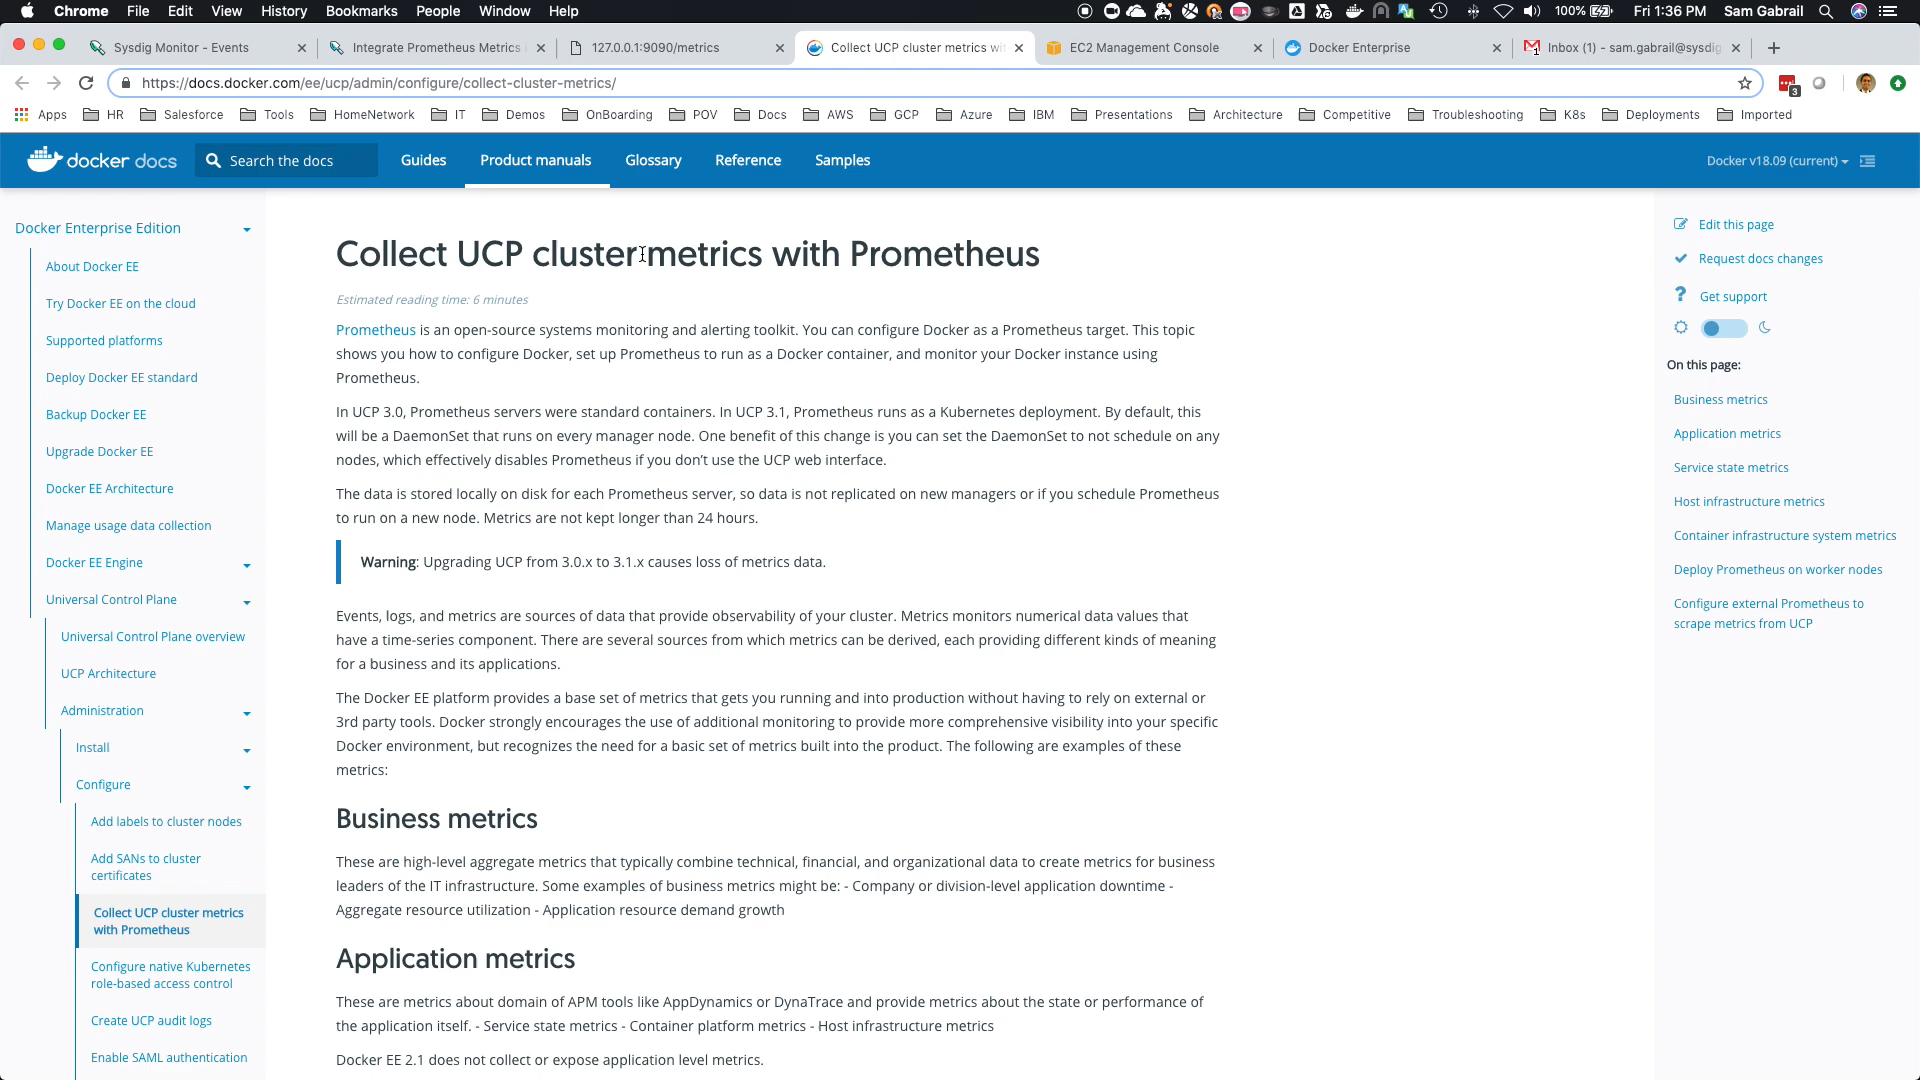 Chrome File Edit View History Bookmarks People Window Help 100% Fri 1:36 PM Sam Gabrail
Sysdig Monitor - Events Integrate Prometheus Metrics 127.0.0.1:9090/metrics Collect UCP cluster metrics wit EC2 Management Console Docker Enterprise Inbox (1) - sam.gabrail@sysdig
https://docs.docker.com/ee/ucp/admin/configure/collect-cluster-metrics/ 3
Apps HR Salesforce Tools HomeNetwork IT Demos OnBoarding POV Docs AWS GCP Azure IBM Presentations Architecture Competitive Troubleshooting K8s Deployments Imported
docker docs Search the docs Guides Product manuals Glossary Reference Samples Docker v18.09 (current)
Docker Enterprise Edition
About Docker EE
Try Docker EE on the cloud
Supported platforms
Deploy Docker EE standard
Backup Docker EE
Upgrade Docker EE
Docker EE Architecture
Manage usage data collection
Docker EE Engine
Universal Control Plane
Universal Control Plane overview
UCP Architecture
Administration
Install
Configure
Add labels to cluster nodes
Add SANs to cluster
certificates
Collect UCP cluster metrics
with Prometheus
Configure native Kubernetes
role-based access control
Create UCP audit logs
Enable SAML authentication
Collect UCP cluster metrics with Prometheus
Estimated reading time: 6 minutes
Prometheus is an open-source systems monitoring and alerting toolkit. You can configure Docker as a Prometheus target. This topic
shows you how to configure Docker, set up Prometheus to run as a Docker container, and monitor your Docker instance using
Prometheus.
In UCP 3.0, Prometheus servers were standard containers. In UCP 3.1, Prometheus runs as a Kubernetes deployment. By default, this
will be a DaemonSet that runs on every manager node. One benefit of this change is you can set the DaemonSet to not schedule on any
nodes, which effectively disables Prometheus if you don't use the UCP web interface.
The data is stored locally on disk for each Prometheus server, so data is not replicated on new managers or if you schedule Prometheus
to run on a new node. Metrics are not kept longer than 24 hours.
Warning: Upgrading UCP from 3.0.x to 3.1.x causes loss of metrics data.
Events, logs, and metrics are sources of data that provide observability of your cluster. Metrics monitors numerical data values that
have a time-series component. There are several sources from which metrics can be derived, each providing different kinds of meaning
for a business and its applications.
The Docker EE platform provides a base set of metrics that gets you running and into production without having to rely on external or
3rd party tools. Docker strongly encourages the use of additional monitoring to provide more comprehensive visibility into your specific
Docker environment, but recognizes the need for a basic set of metrics built into the product. The following are examples of these
metrics:
Business metrics
These are high-level aggregate metrics that typically combine technical, financial, and organizational data to create metrics for business
leaders of the IT infrastructure. Some examples of business metrics might be: - Company or division-level application downtime -
Aggregate resource utilization - Application resource demand growth
Application metrics
These are metrics about domain of APM tools like AppDynamics or DynaTrace and provide metrics about the state or performance of
the application itself. - Service state metrics - Container platform metrics - Host infrastructure metrics
Docker EE 2.1 does not collect or expose application level metrics.
Edit this page
Request docs changes
Get support
On this page:
Business metrics
Application metrics
Service state metrics
Host infrastructure metrics
Container infrastructure system metrics
Deploy Prometheus on worker nodes
Configure external Prometheus to
scrape metrics from UCP